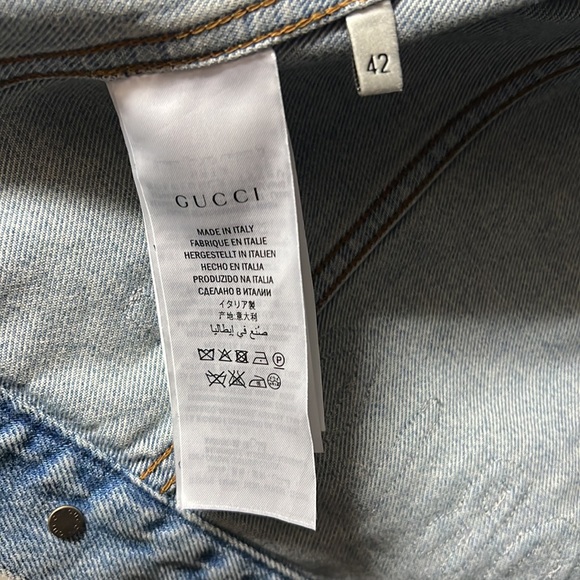 42
GUCCI
MADE IN ITALY
FABRIQUE EN ITALIE
HERGESTELLT IN ITALIEN
HECHO EN ITALIA
PRODUZIDO NA ITALIA
СДЕЛАНО В ИТАЛИИ
イタリア製
产地:意大利
صُنع في إيطاليا
P